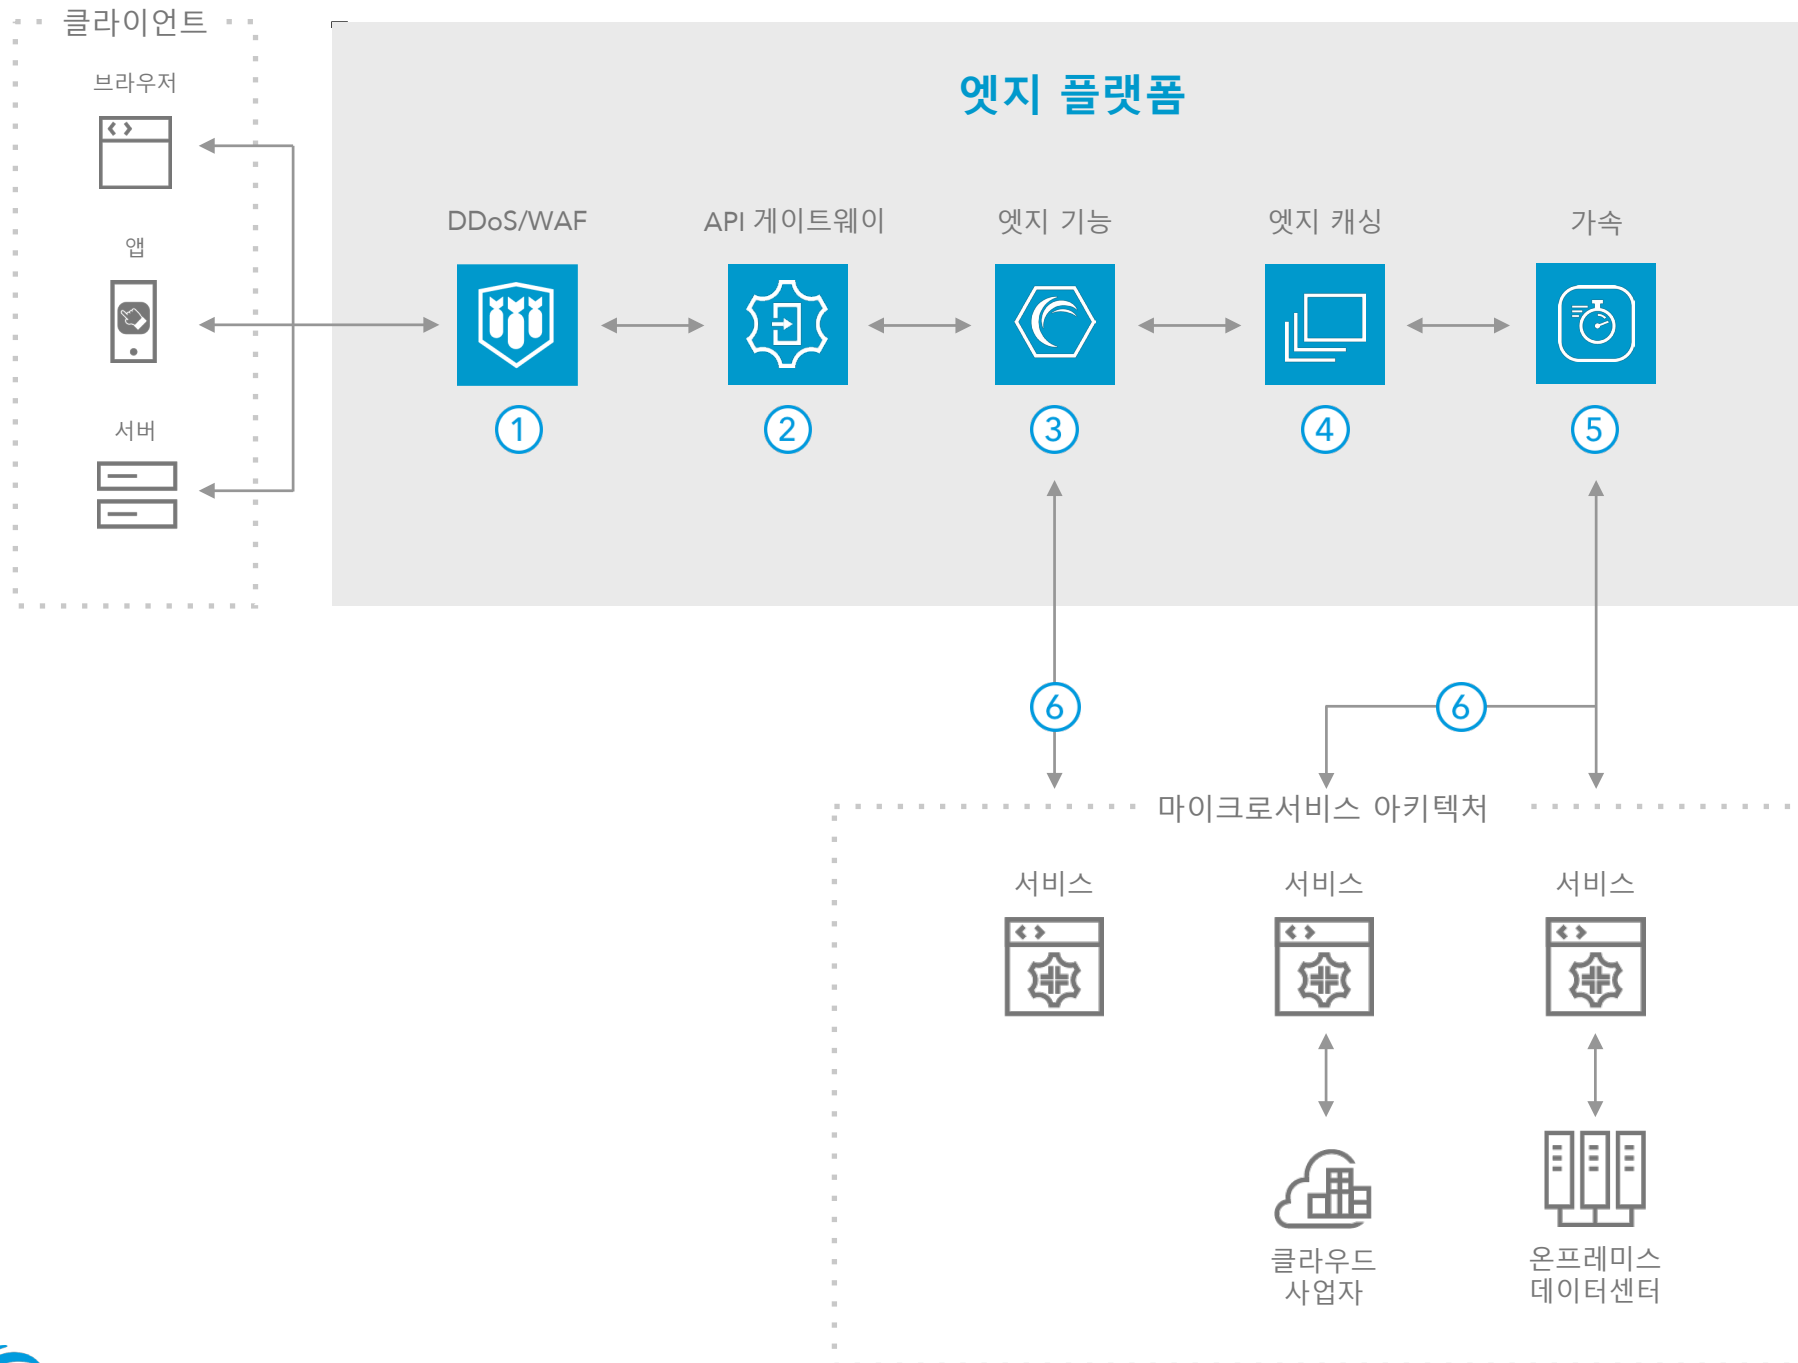 클라이언트
브라우저
앱
서버
엣지 플랫폼
DDoS/WAF
API 게이트웨이
엣지 기능
엣지 캐싱
가속
1
2
3
4
5
6
6
마이크로서비스 아키텍처
서비스
서비스
서비스
클라우드
사업자
온프레미스
데이터센터